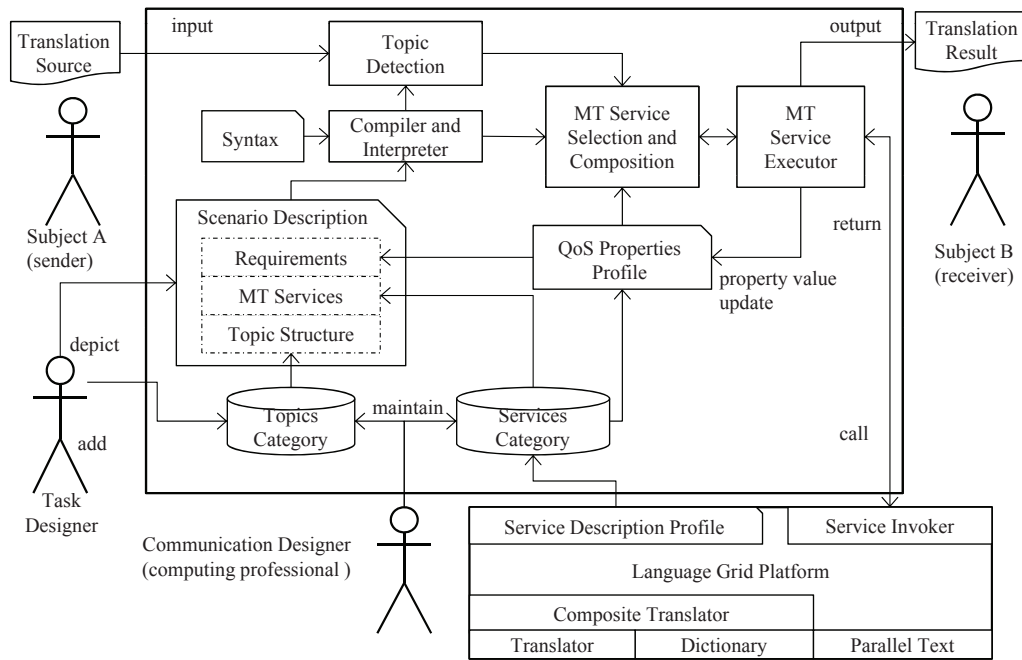 input
output
Translation
Source
Topic
Detection
Translation
Result
Syntax
Compiler and
Interpreter
MT Service
Selection and
Composition
MT
Service
Executor
Subject A
(sender)
Scenario Description
Requirements
MT Services
Topic Structure
QoS Properties
Profile
return
property value
update
Subject B
(receiver)
depict
add
Task
Designer
Topics
Category
maintain
Services
Category
call
Communication Designer
(computing professional )
Service Description Profile
Service Invoker
Language Grid Platform
Composite Translator
Translator
Dictionary
Parallel Text